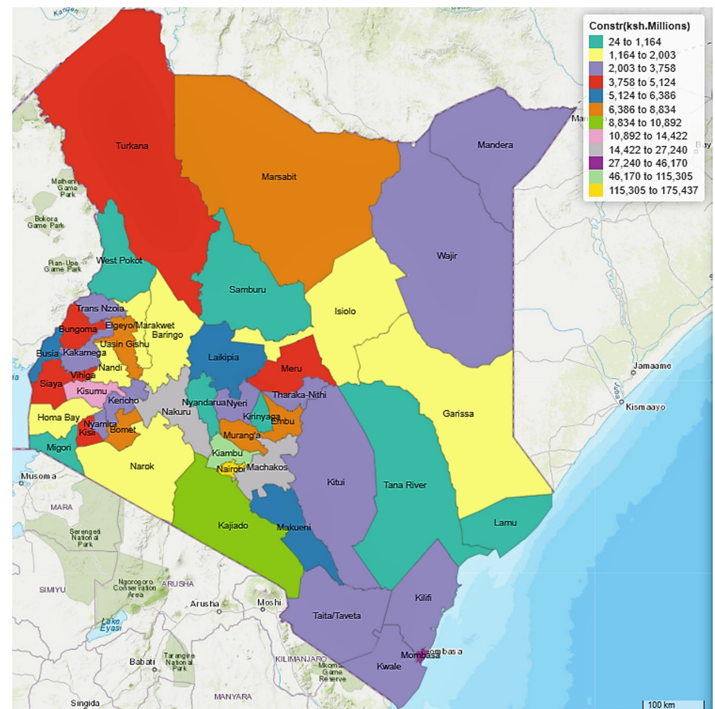 Constr(ksh.Millions)
24 to 1,164
1,164 to 2,003
2,003 to 3,758
3,758 to 5,124
5,124 to 6,386
6,386 to 8,834
8,834 to 10,892
10,892 to 14,422
14,422 to 27,240
27,240 to 46,170
46,170 to 115,305
115,305 to 175,437
Turkana
Mandera
Marsabit
Game
Park
Bokora
Game Park
Pian-Upe
Game Park
West Pokot
Wajir
Samburu
Trans Nzoia
Isiolo
Bungoma
Elgeyo/Marakwet
Baringo
Uasin Gishu
Busia
Kakamega
Laikipia
Nandi
Vihiga
Meru
Jamaame
Siaya
Kisumu
Tharaka-Nithi
Kericho
Nyandarua
Nyeri
Kismaayo
Nakuru
Garissa
Homa Bay
Kirinyaga
Embu
Nyamira
Kisii
Bomet
Murang'a
Migori
Kiambu
Narok
Nairobi
Machakos
Kitui
Tana River
Musoma
MARA
Lamu
Kajiado
Makueni
Serengeti
National
Park
Ngorogoro
Conservation
Area
ARUSHA
SIMIYU
Arusha
Moshi
Kilifi
Taita/Taveta
Lake
Eyasi
Mombasa
Babati
Tarangire
National
Park
KILIMANJARO
Game
Reserve
Kwale
MANYARA
Singida
100 km